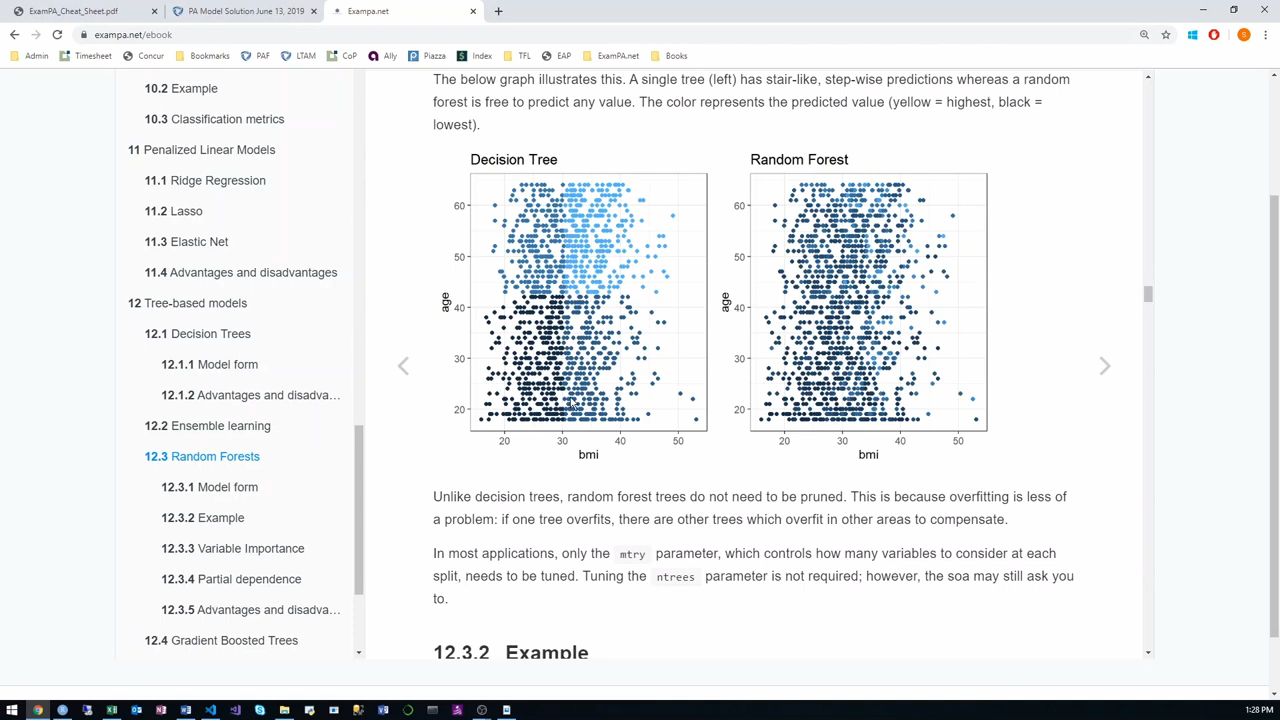 ExamPA_Cheat_Sheet.pdf
PA Model Solution June 13, 2019
Exampa.net
exampa.net/ebook
S
Admin Timesheet Concur Bookmarks PAF LTAM CoP Ally Piazza Index TFL EAP ExamPA.net Books
10.2 Example
10.3 Classification metrics
11 Penalized Linear Models
11.1 Ridge Regression
11.2 Lasso
11.3 Elastic Net
11.4 Advantages and disadvantages
12 Tree-based models
12.1 Decision Trees
12.1.1 Model form
12.1.2 Advantages and disadva...
12.2 Ensemble learning
12.3 Random Forests
12.3.1 Model form
12.3.2 Example
12.3.3 Variable Importance
12.3.4 Partial dependence
12.3.5 Advantages and disadva...
12.4 Gradient Boosted Trees
The below graph illustrates this. A single tree (left) has stair-like, step-wise predictions whereas a random
forest is free to predict any value. The color represents the predicted value (yellow = highest, black =
lowest).
Decision Tree
60
50
40
30
20
age
20 30 40 50
bmi
Random Forest
60
50
40
30
20
age
20 30 40 50
bmi
Unlike decision trees, random forest trees do not need to be pruned. This is because overfitting is less of
a problem: if one tree overfits, there are other trees which overfit in other areas to compensate.
In most applications, only the mtry parameter, which controls how many variables to consider at each
split, needs to be tuned. Tuning the ntrees parameter is not required; however, the soa may still ask you
to.
12.3.2 Example
1:28 PM